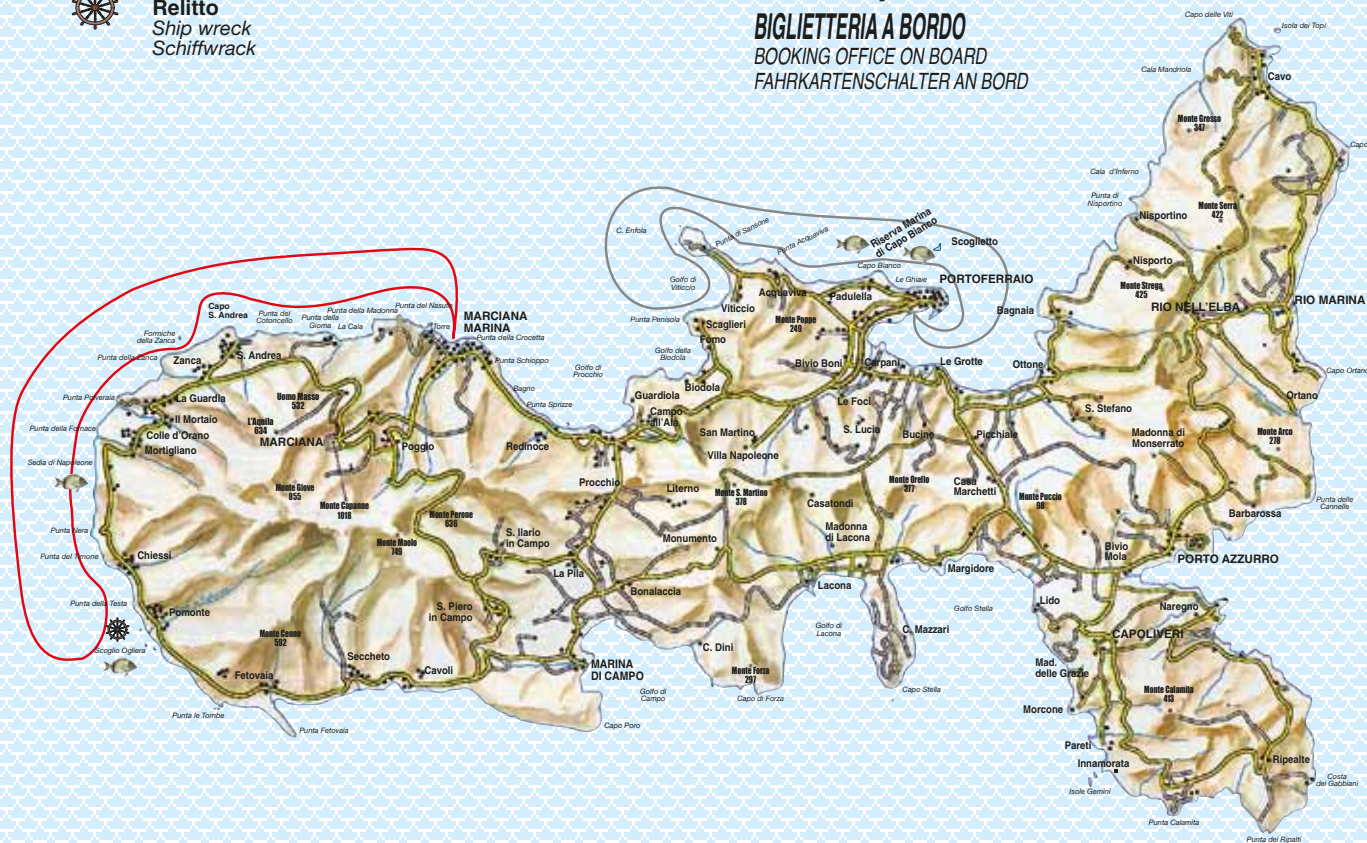 Relitto
Ship wreck
Schiffwrack
BIGLIETTERIA A BORDO
BOOKING OFFICE ON BOARD
FAHRKARTENSCHALTER AN BORD
Capo delle Viti
Isola dei Topi
Cala Mandriola
Cavo
Monte Grosso
347
Capo
Cala d'Inferno
Punta di
Nisportino
Nisportino
Monte Serra
422
Nisporto
Monte Strega
425
RIO NELL'ELBA
RIO MARINA
Bagnaia
C. Enfola
Punta di Sansone
Punta Acquaviva
Riserva Marina
di Capo Bianco
Scoglietto
Capo Bianco
Le Ghiaie
PORTOFERRAIO
Golfo di
Viticcio
Viticcio
Acquaviva
Padulella
Monte Poppe
249
Punta Penisola
Scaglieri
Forno
Golfo della
Biodola
Biodola
Bivio Boni
Carpani
Le Grotte
Ottone
Capo Ortano
Ortano
Capo
S. Andrea
Punta del
Cotoncello
Punta della
Gioma
Punta della Madonna
La Cala
Punta del Nasuto
Torre
MARCIANA
MARINA
Punta della Crocetta
Formiche
della Zanca
Punta della Zanca
Zanca
S. Andrea
Punta Schioppo
Bagno
Punta Sprizze
Golfo di
Procchio
Guardiola
Campo
all'Aia
Punta Polveraia
La Guardia
Uomo Masso
532
Il Mortaio
L'Aquila
634
Punta della Fornace
Colle d'Orano
Mortigliano
MARCIANA
Poggio
Redinoce
San Martino
Villa Napoleone
Le Foci
S. Lucia
Bucine
Picchiaie
S. Stefano
Madonna di
Monserrato
Monte Arco
278
Sedia di Napoleone
Monte Giove
855
Monte Capanne
1018
Monte Perone
636
Monte Maolo
749
Procchio
Literno
Monte S. Martino
378
Casatondi
Monte Orello
377
Casa
Marchetti
Monte Puccio
98
Punta delle
Cannelle
Barbarossa
Punta Nera
Punta del Timone
Chiessi
S. Ilario
in Campo
Monumento
Madonna
di Lacona
Bivio
Mola
PORTO AZZURRO
La Pila
Bonalaccia
Lacona
Margidore
Punta della Testa
Pomonte
S. Piero
in Campo
Golfo di
Lacona
Golfo Stella
Lido
Naregno
Monte Cenno
592
Scoglio Ogliera
C. Mazzari
CAPOLIVERI
C. Dini
Fetovaia
Seccheto
Cavoli
MARINA
DI CAMPO
Monte Forza
297
Mad.
delle Grazie
Golfo di
Campo
Capo di Forza
Capo Stella
Monte Calamita
413
Punta le Tombe
Punta Fetovaia
Capo Poro
Morcone
Pareti
Innamorata
Ripealte
Isole Gemini
Costa
dei Gabbiani
Punta Calamita
Punta dei Ripalti